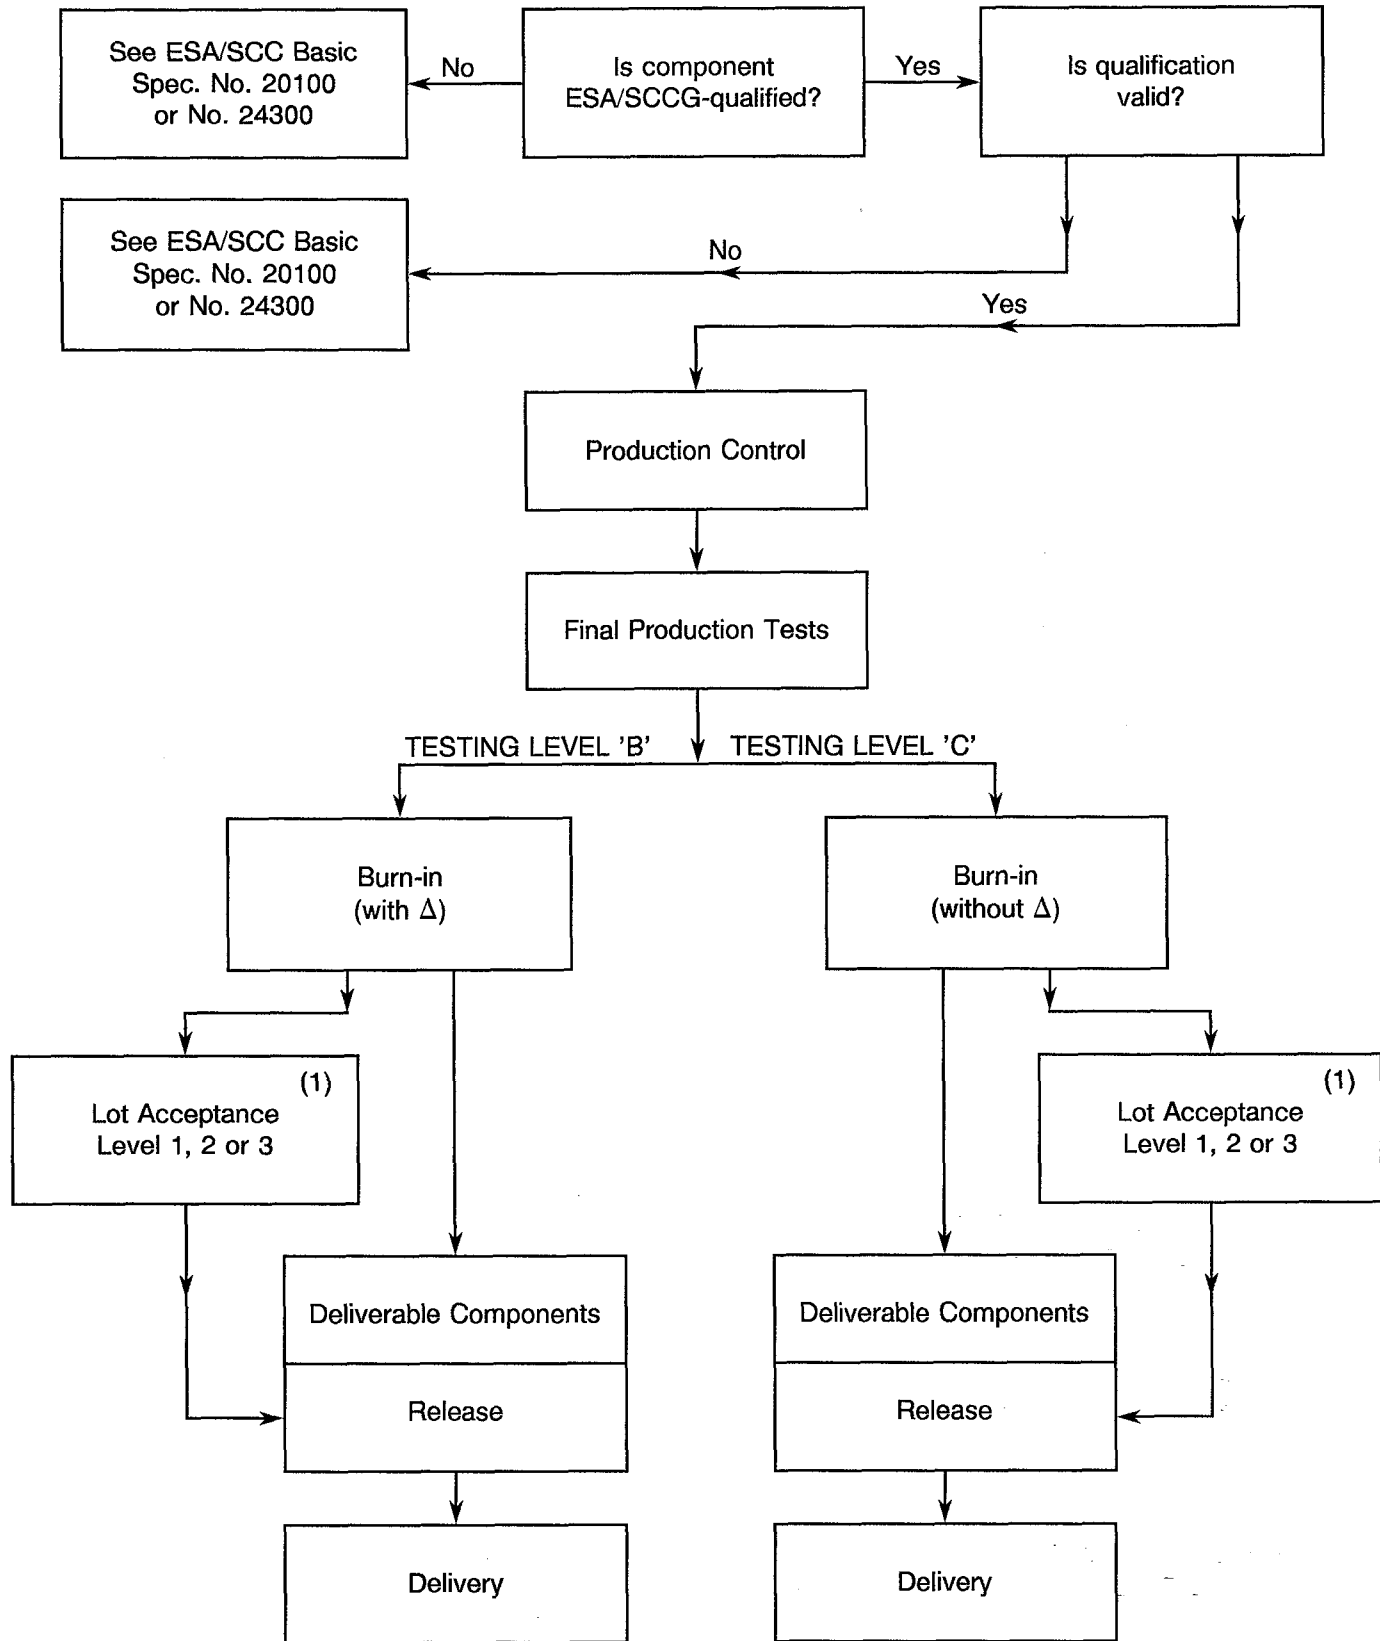 See ESA/SCC Basic
Spec. No. 20100
or No. 24300
No
Is component
ESA/SCCG-qualified?
Yes
Is qualification
valid?
See ESA/SCC Basic
Spec. No. 20100
or No. 24300
No
Yes
Production Control
Final Production Tests
TESTING LEVEL 'B'
TESTING LEVEL 'C'
Burn-in
(with Δ)
Burn-in
(without Δ)
(1)
Lot Acceptance
Level 1, 2 or 3
(1)
Lot Acceptance
Level 1, 2 or 3
Deliverable Components
Deliverable Components
Release
Release
Delivery
Delivery